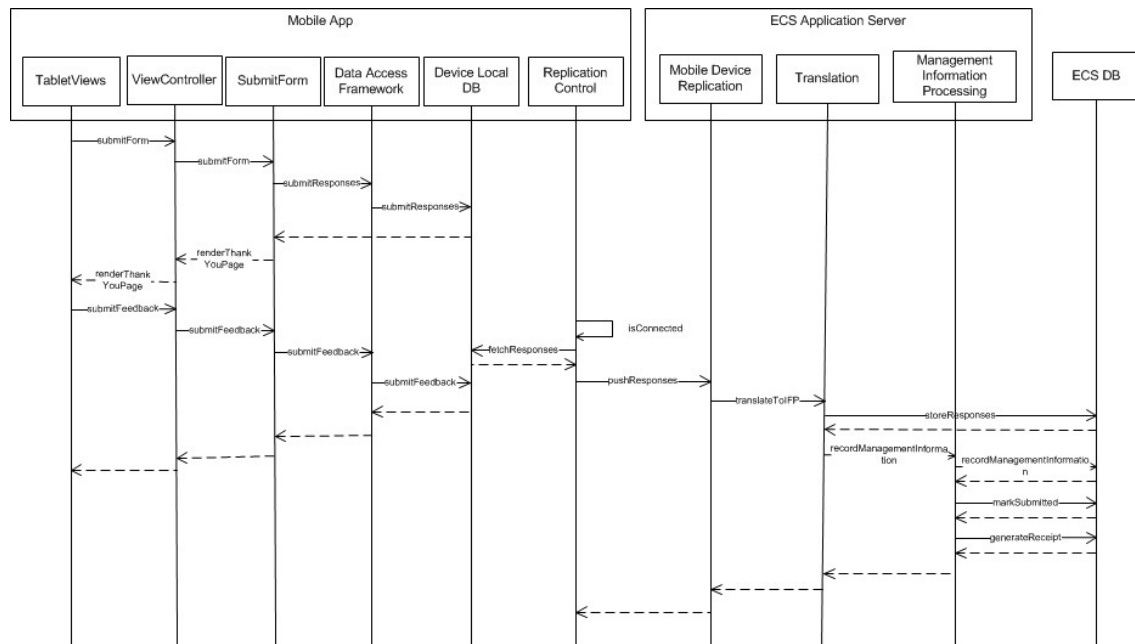 Mobile App
ECS Application Server
TabletViews
ViewController
SubmitForm
Data Access
Framework
Device Local
DB
Replication
Control
Mobile Device
Replication
Translation
Management
Information
Processing
ECS DB
submitForm
submitForm
submitResponses
submitResponses
renderThank
YouPage
renderThank
YouPage
submitFeedback
submitFeedback
isConnected
submitFeedback
fetchResponses
submitFeedback
pushResponses
translateToIFP
storeResponses
recordManagementInforma
tion
recordManagementInformatio
n
markSubmitted
generateReceipt